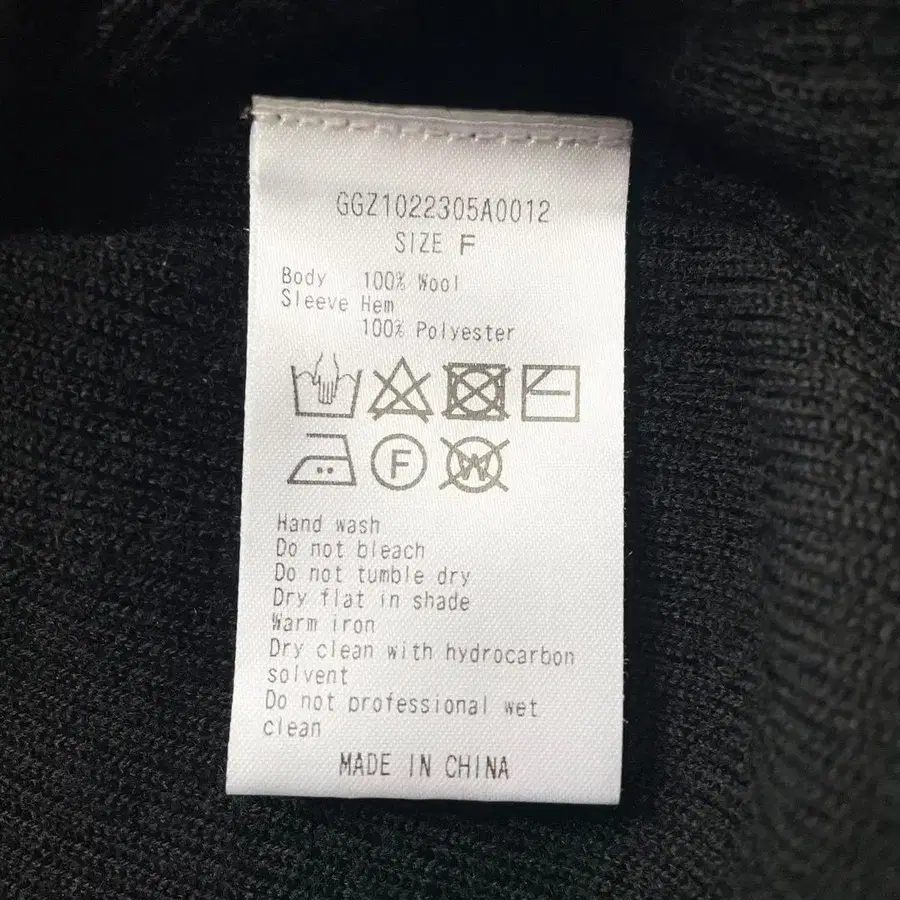 GGZ1022305A0012
SIZE F
Body 100% Wool
Sleeve Hem
100% Polyester
F
W
Hand wash
Do not bleach
Do not tumble dry
Dry flat in shade
Warm iron
Dry clean with hydrocarbon
solvent
Do not professional wet
clean
MADE IN CHINA